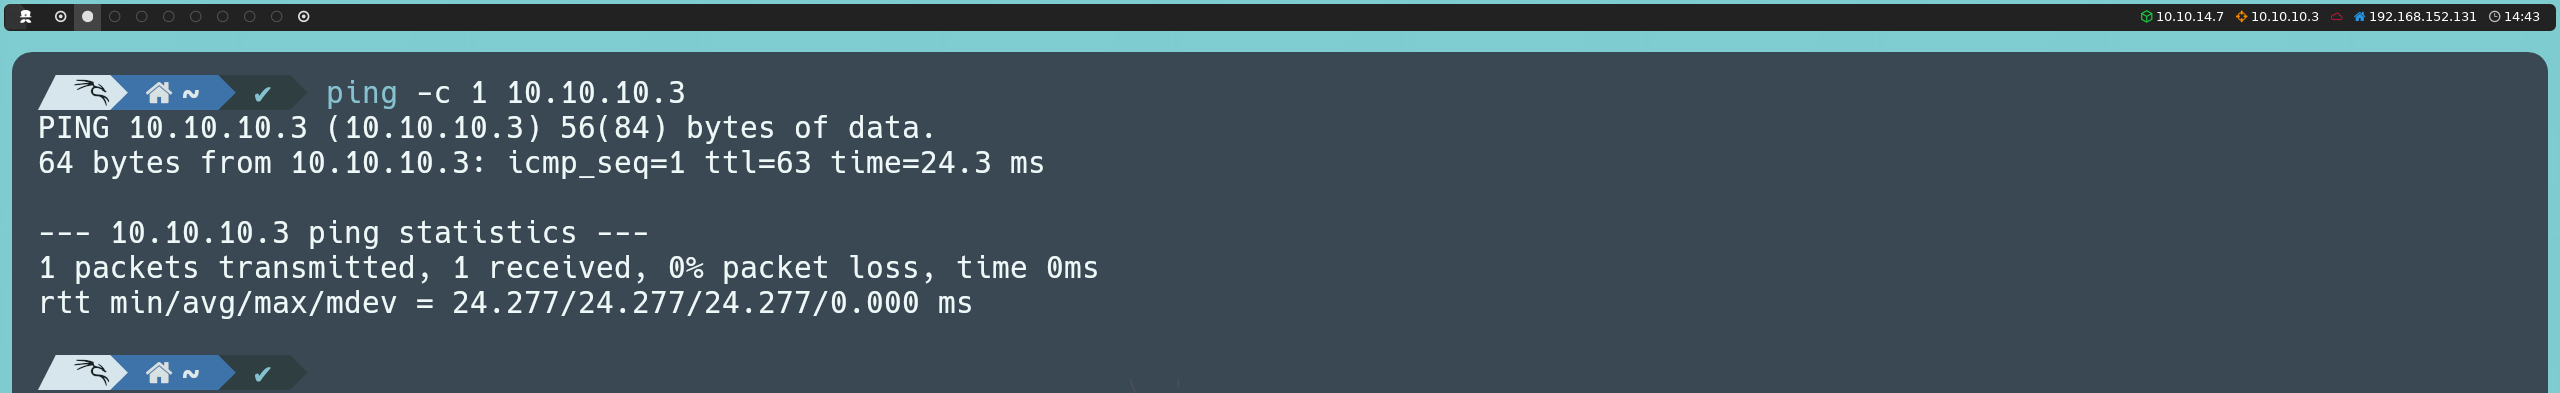 10.10.14.7 10.10.10.3 192.168.152.131 14:43
~ ✔ ping -c 1 10.10.10.3
PING 10.10.10.3 (10.10.10.3) 56(84) bytes of data.
64 bytes from 10.10.10.3: icmp_seq=1 ttl=63 time=24.3 ms
--- 10.10.10.3 ping statistics ---
1 packets transmitted, 1 received, 0% packet loss, time 0ms
rtt min/avg/max/mdev = 24.277/24.277/24.277/0.000 ms
~ ✔